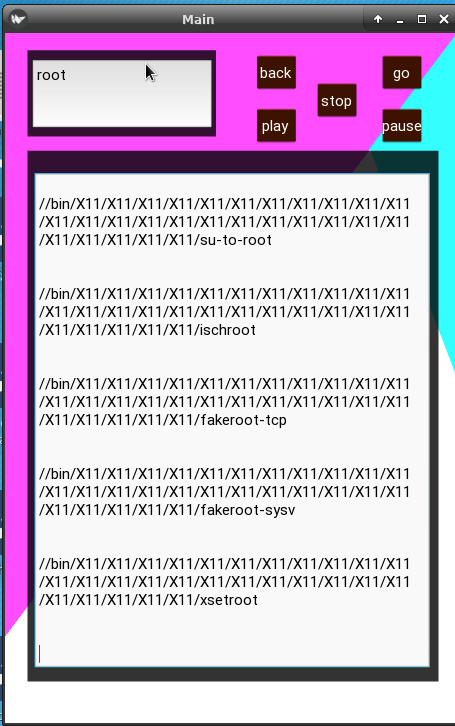 Main
root
back
go
stop
play
pause
//bin/X11/X11/X11/X11/X11/X11/X11/X11/X11/X11/X11
/X11/X11/X11/X11/X11/X11/X11/X11/X11/X11/X11/X11
/X11/X11/X11/X11/X11/su-to-root
//bin/X11/X11/X11/X11/X11/X11/X11/X11/X11/X11/X11
/X11/X11/X11/X11/X11/X11/X11/X11/X11/X11/X11/X11
/X11/X11/X11/X11/X11/ischroot
//bin/X11/X11/X11/X11/X11/X11/X11/X11/X11/X11/X11
/X11/X11/X11/X11/X11/X11/X11/X11/X11/X11/X11/X11
/X11/X11/X11/X11/X11/fakeroot-tcp
//bin/X11/X11/X11/X11/X11/X11/X11/X11/X11/X11/X11
/X11/X11/X11/X11/X11/X11/X11/X11/X11/X11/X11/X11
/X11/X11/X11/X11/X11/fakeroot-sysv
//bin/X11/X11/X11/X11/X11/X11/X11/X11/X11/X11/X11
/X11/X11/X11/X11/X11/X11/X11/X11/X11/X11/X11/X11
/X11/X11/X11/X11/X11/xsetroot